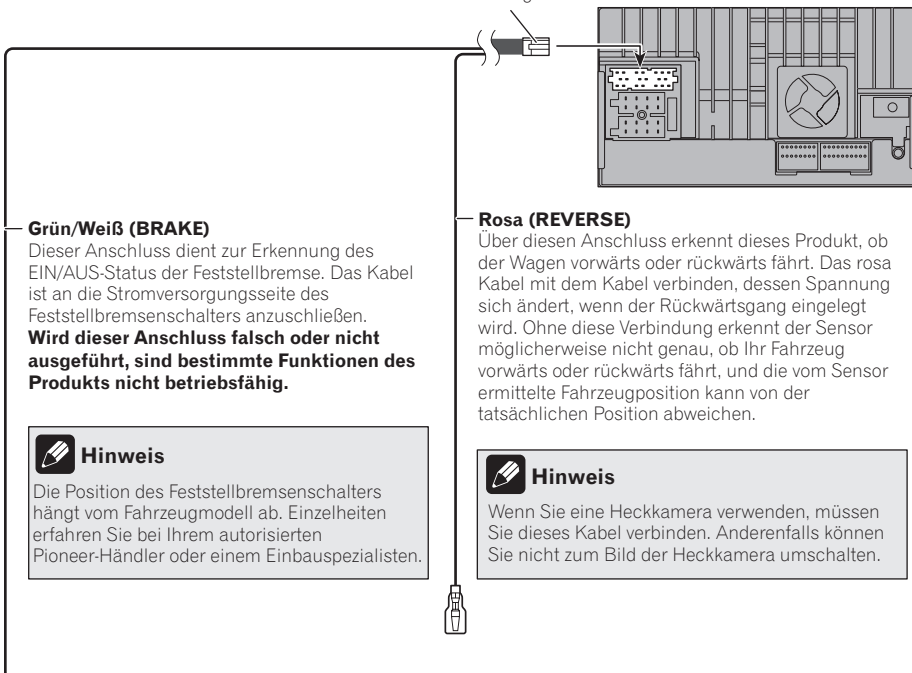 Grün/Weiß (BRAKE)
Dieser Anschluss dient zur Erkennung des
EIN/AUS-Status der Feststellbremse. Das Kabel
ist an die Stromversorgungsseite des
Feststellbremsenschalters anzuschließen.
Wird dieser Anschluss falsch oder nicht
ausgeführt, sind bestimmte Funktionen des
Produkts nicht betriebsfähig.
Hinweis
Die Position des Feststellbremsenschalters
hängt vom Fahrzeugmodell ab. Einzelheiten
erfahren Sie bei Ihrem autorisierten
Pioneer-Händler oder einem Einbauspezialisten.
Rosa (REVERSE)
Über diesen Anschluss erkennt dieses Produkt, ob
der Wagen vorwärts oder rückwärts fährt. Das rosa
Kabel mit dem Kabel verbinden, dessen Spannung
sich ändert, wenn der Rückwärtsgang eingelegt
wird. Ohne diese Verbindung erkennt der Sensor
möglicherweise nicht genau, ob Ihr Fahrzeug
vorwärts oder rückwärts fährt, und die vom Sensor
ermittelte Fahrzeugposition kann von der
tatsächlichen Position abweichen.
Hinweis
Wenn Sie eine Heckkamera verwenden, müssen
Sie dieses Kabel verbinden. Anderenfalls können
Sie nicht zum Bild der Heckkamera umschalten.